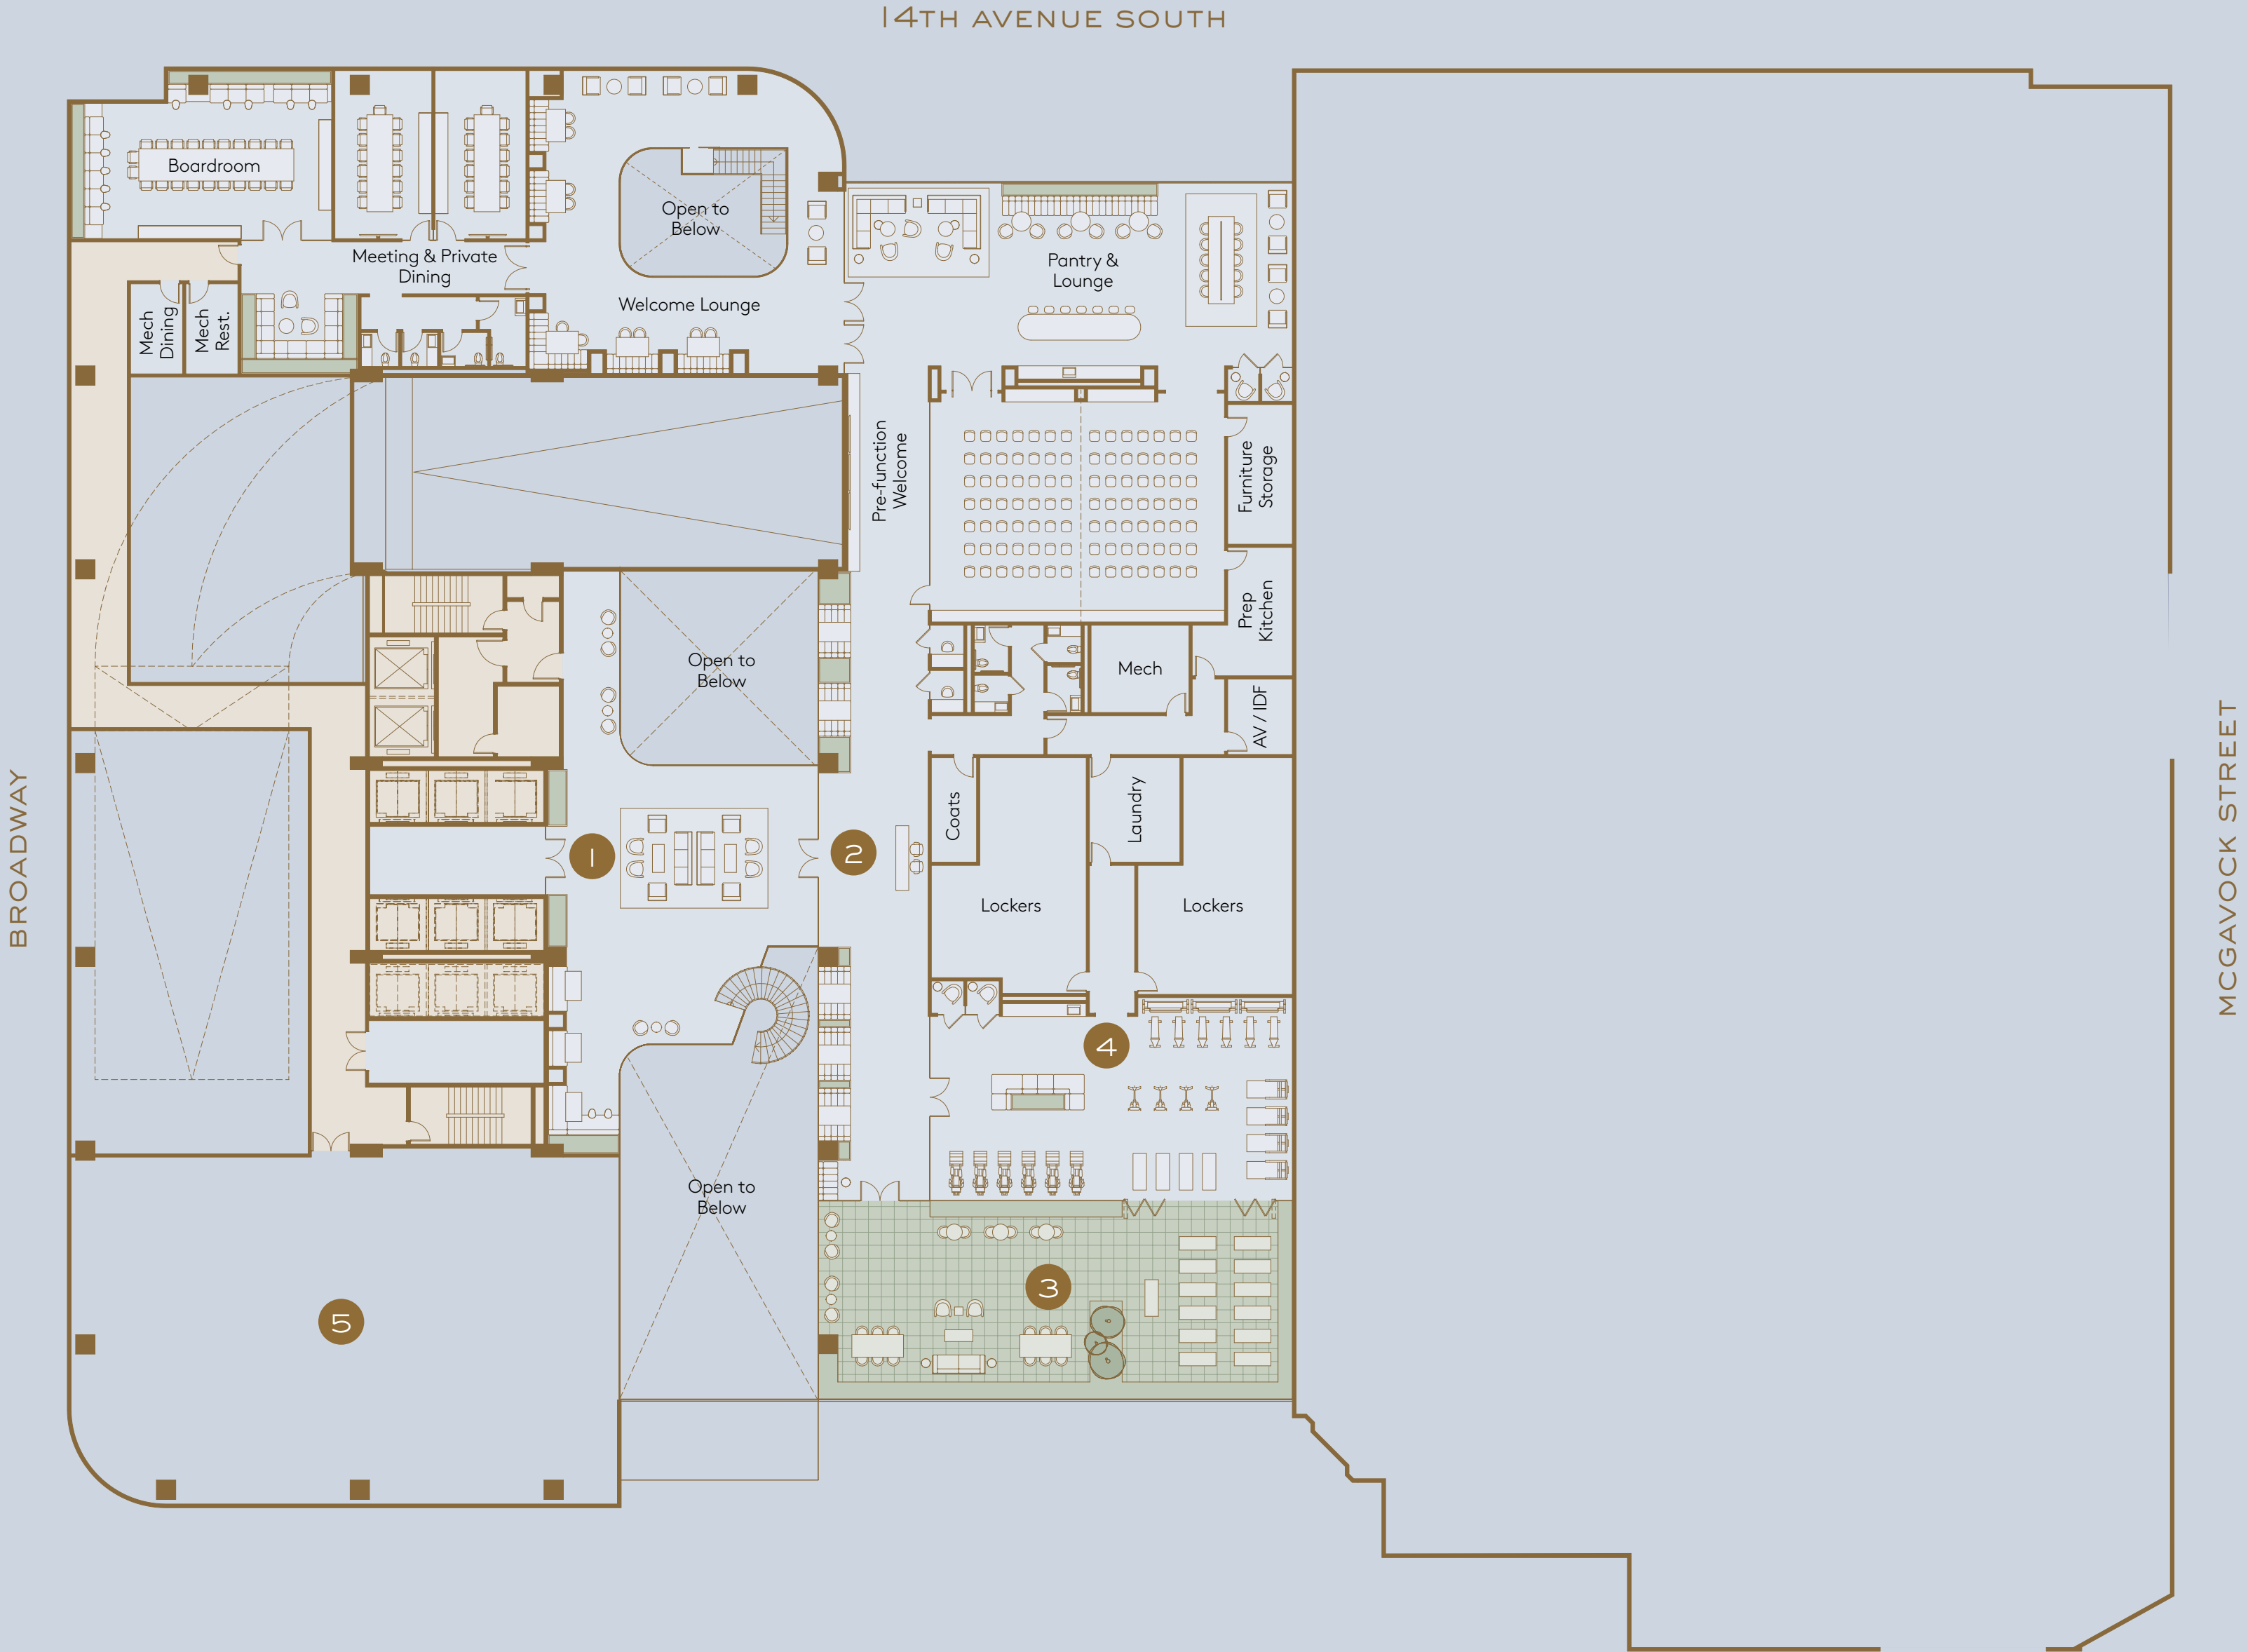 14TH AVENUE SOUTH
Boardroom
Open to
Below
Meeting & Private
Dining
Pantry &
Lounge
Welcome Lounge
Mech
Dining
Mech
Rest.
Pre-function
Welcome
Furniture
Storage
Prep
Kitchen
Open to
Below
Mech
AV / IDF
BROADWAY
MCGAVOCK STREET
Coats
Laundry
1
2
Lockers
Lockers
4
Open to
Below
3
5